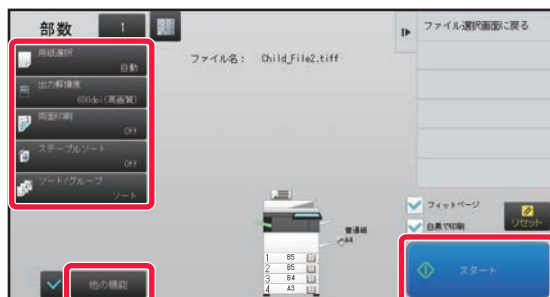 部数 1
ファイル選択画面に戻る
用紙選択
自動
ファイル名: Child_File2.tiff
出力解像度
600dpi(高画質)
両面印刷
Off
ステープルソート
Off
ソート/グループ
ソート
フィットページ
白黒で印刷
リセット
普通紙
A4
1 B5
2 B5
3 B4
4 A3
他の機能
スタート